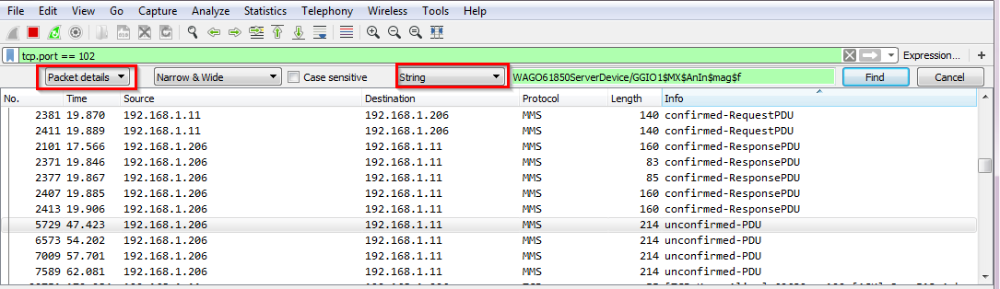 File Edit View Go Capture Analyze Statistics Telephony Wireless Tools Help
tcp.port == 102 Expression... +
Packet details Narrow & Wide Case sensitive String WAGO61850ServerDevice/GGIO1$MX$AnIn$mag$f Find Cancel
No. Time Source Destination Protocol Length Info
2381 19.870 192.168.1.11 192.168.1.206 MMS 140 confirmed-RequestPDU
2411 19.889 192.168.1.11 192.168.1.206 MMS 140 confirmed-RequestPDU
2101 17.566 192.168.1.206 192.168.1.11 MMS 160 confirmed-ResponsePDU
2371 19.846 192.168.1.206 192.168.1.11 MMS 83 confirmed-ResponsePDU
2377 19.867 192.168.1.206 192.168.1.11 MMS 85 confirmed-ResponsePDU
2407 19.885 192.168.1.206 192.168.1.11 MMS 160 confirmed-ResponsePDU
2413 19.906 192.168.1.206 192.168.1.11 MMS 160 confirmed-ResponsePDU
5729 47.423 192.168.1.206 192.168.1.11 MMS 214 unconfirmed-PDU
6573 54.202 192.168.1.206 192.168.1.11 MMS 214 unconfirmed-PDU
7009 57.701 192.168.1.206 192.168.1.11 MMS 214 unconfirmed-PDU
7589 62.081 192.168.1.206 192.168.1.11 MMS 214 unconfirmed-PDU